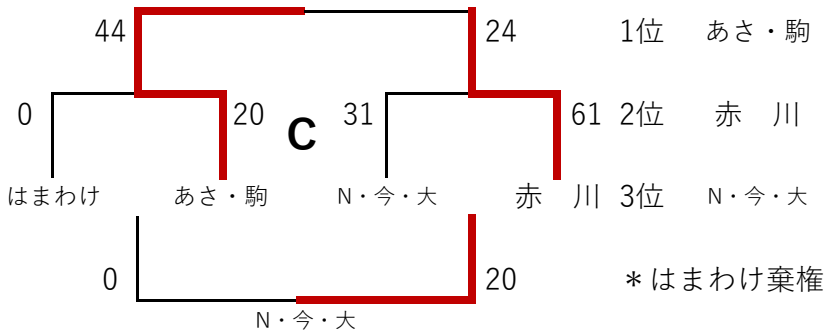 44 24 1位 あさ・駒
0 20 C 31 61 2位 赤 川
はまわけ あさ・駒 N・今・大 赤 川 3位 N・今・大
0 20 *はまわけ棄権
N・今・大